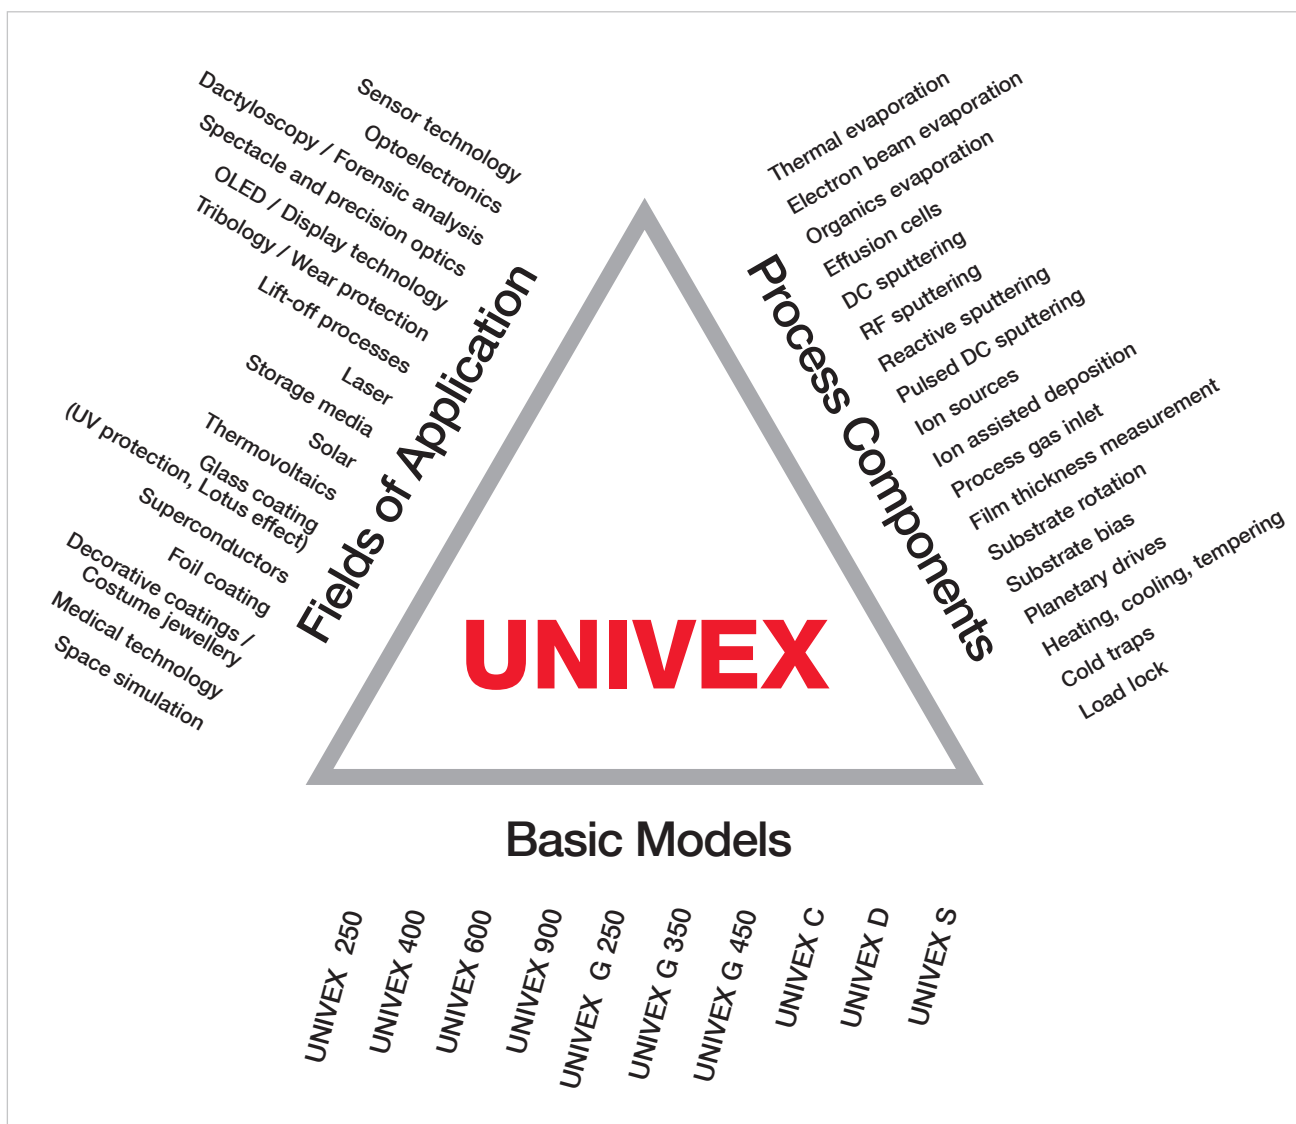 Sensor technology
Optoelectronics
Dactyloscopy / Forensic analysis
Spectacle and precision optics
OLED / Display technology
Tribology / Wear protection
Lift-off processes
Laser
Storage media
Solar
Thermovoltaics
Glass coating
(UV protection, Lotus effect)
Superconductors
Foil coating
Decorative coatings /
Costume jewellery
Medical technology
Space simulation
Fields of Application
Thermal evaporation
Electron beam evaporation
Organics evaporation
Effusion cells
DC sputtering
RF sputtering
Reactive sputtering
Pulsed DC sputtering
Ion sources
Ion assisted deposition
Process gas inlet
Film thickness measurement
Substrate rotation
Substrate bias
Planetary drives
Heating, cooling, tempering
Cold traps
Load lock
Process Components
UNIVEX
Basic Models
UNIVEX 250
UNIVEX 400
UNIVEX 600
UNIVEX 900
UNIVEX G 250
UNIVEX G 350
UNIVEX G 450
UNIVEX C
UNIVEX D
UNIVEX S